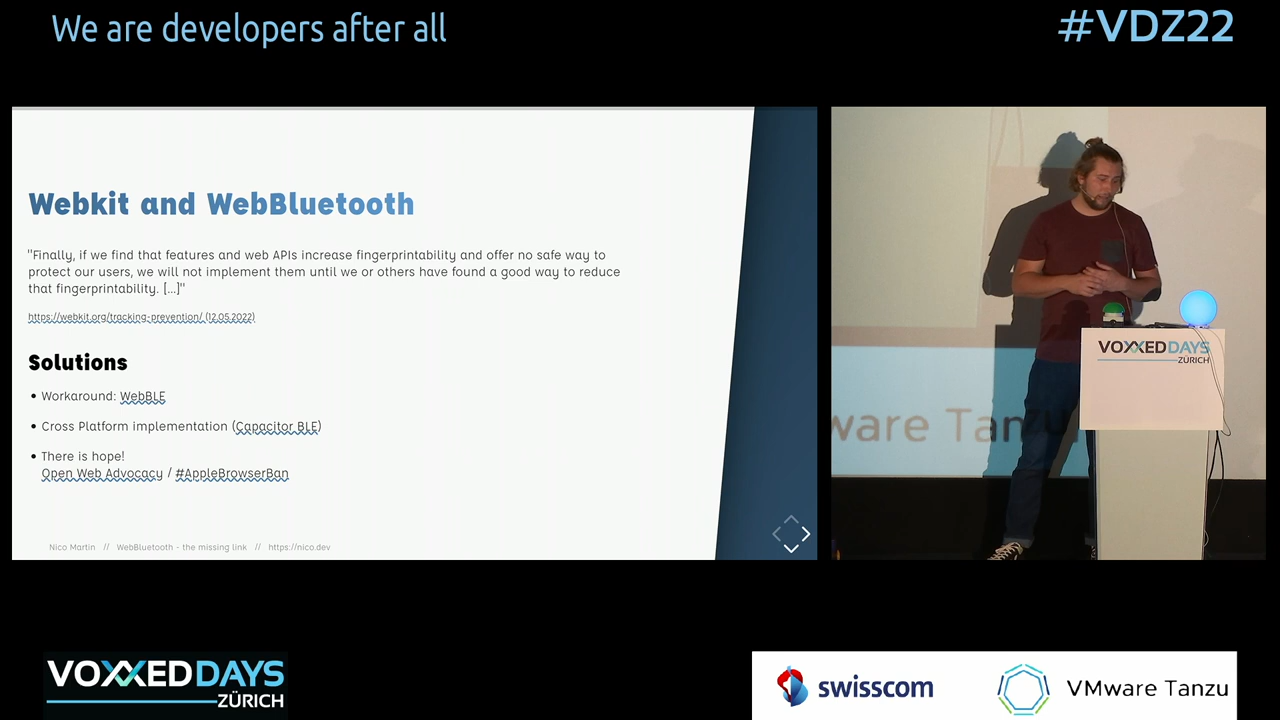 We are developers after all
#VDZ22
Webkit and WebBluetooth
"Finally, if we find that features and web APIs increase fingerprintability and offer no safe way to
protect our users, we will not implement them until we or others have found a good way to reduce
that fingerprintability. [...]"
https://webkit.org/tracking-prevention/ (12.05.2022)
Solutions
• Workaround: WebBLE
• Cross Platform implementation (Capacitor BLE)
• There is hope!
Open Web Advocacy / #AppleBrowserBan
Nico Martin // WebBluetooth - the missing link // https://nico.dev
VOXXEDDAYS
ZÜRICH
ware Tanzu
VOXXEDDAYS
ZÜRICH
swisscom
VMware Tanzu